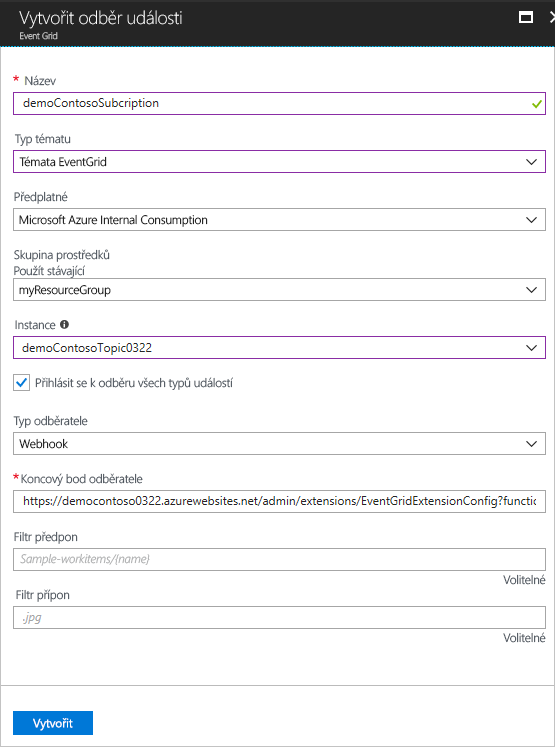 Vytvořit odběr události
Event Grid
* Název
demoContosoSubcription
Typ tématu
Témata EventGrid
Předplatné
Microsoft Azure Internal Consumption
Skupina prostředků
Použít stávající
myResourceGroup
Instance
demoContosoTopic0322
Přihlásit se k odběru všech typů událostí
Typ odběratele
Webhook
*Koncový bod odběratele
https://democontoso0322.azurewebsites.net/admin/extensions/EventGridExtensionConfig?functic
Filtr předpon
Sample-workitems/{name}
Volitelné
Filtr přípon
.jpg
Volitelné
Vytvořit